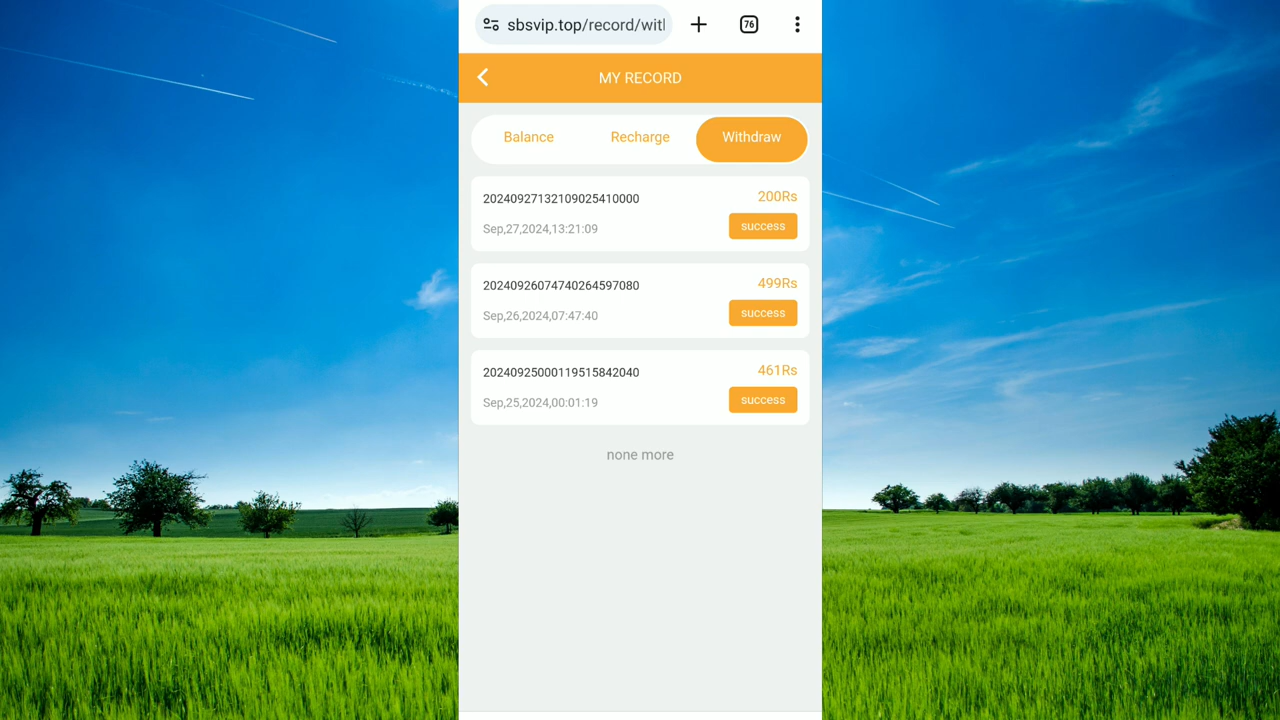 sbsvip.top/record/with
76
MY RECORD
Balance
Recharge
Withdraw
20240927132109025410000
200Rs
Sep,27,2024,13:21:09
success
20240926074740264597080
499Rs
Sep,26,2024,07:47:40
success
20240925000119515842040
461Rs
Sep,25,2024,00:01:19
success
none more